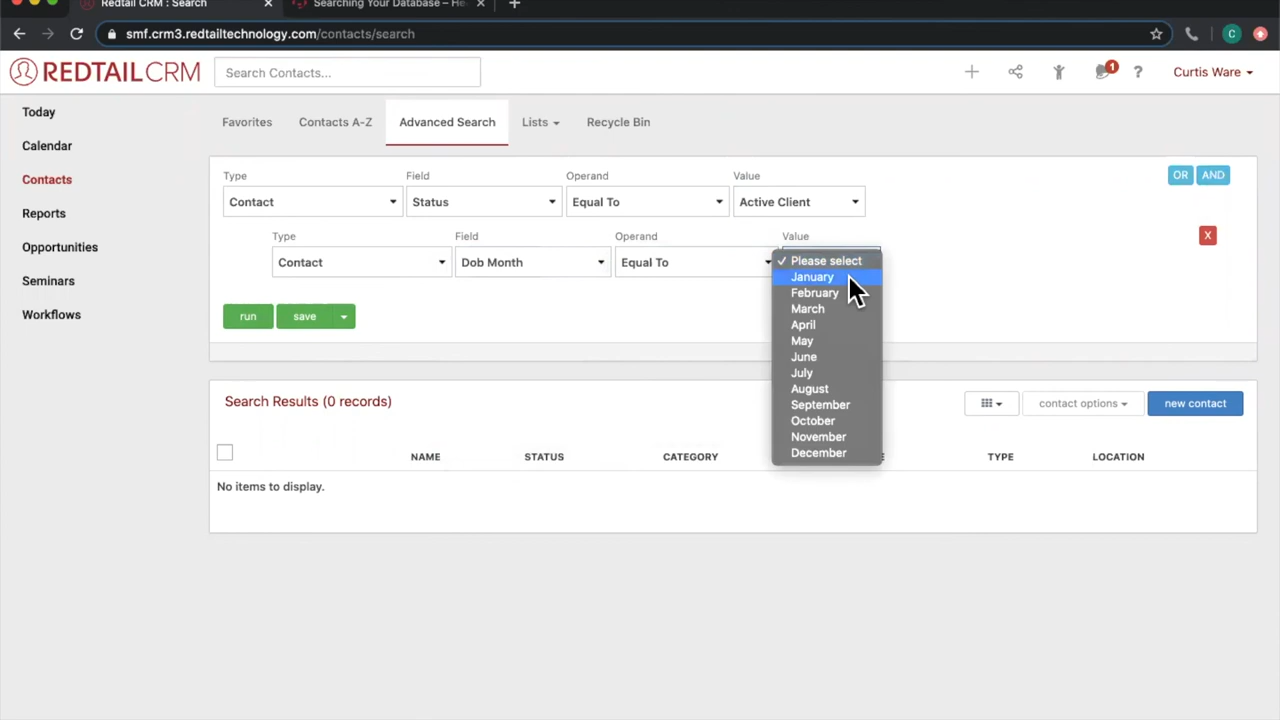 Redtail CRM : Search ×
Searching Your Database – He ×
+
smf.crm3.redtailtechnology.com/contacts/search
C
REDTAIL CRM
Search Contacts...
1
?
Curtis Ware
Today
Calendar
Contacts
Reports
Opportunities
Seminars
Workflows
Favorites
Contacts A-Z
Advanced Search
Lists
Recycle Bin
Type Field Operand Value
Contact Status Equal To Active Client
OR AND
Type Field Operand Value
Contact Dob Month Equal To
X
✓ Please select
January
February
March
April
May
June
July
August
September
October
November
December
run save
Search Results (0 records)
contact options
new contact
NAME STATUS CATEGORY E TYPE LOCATION
No items to display.